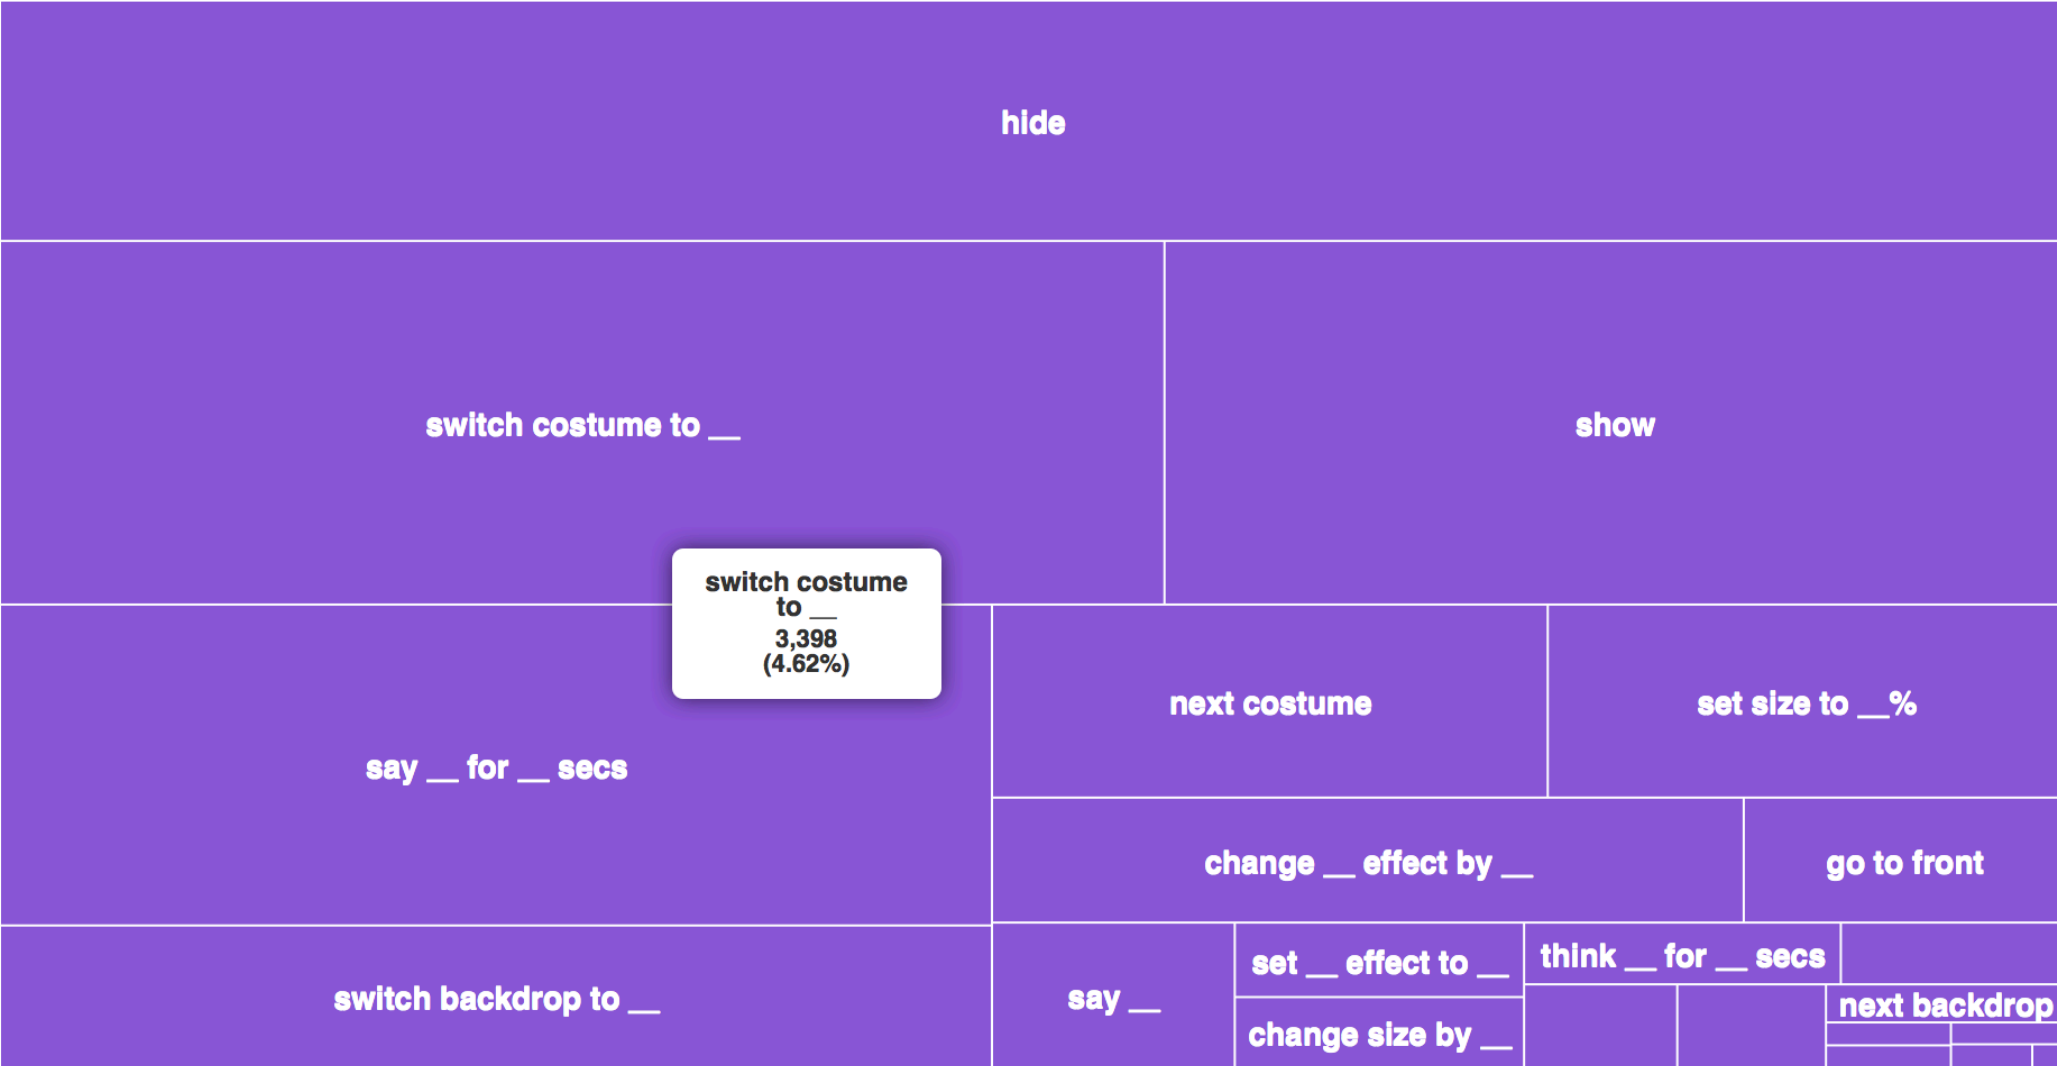 hide
switch costume to __
show
switch costume
to __
3,398
(4.62%)
say __ for __ secs
next costume
set size to __%
change __ effect by __
go to front
switch backdrop to __
say __
set __ effect to __
think __ for __ secs
change size by __
next backdrop